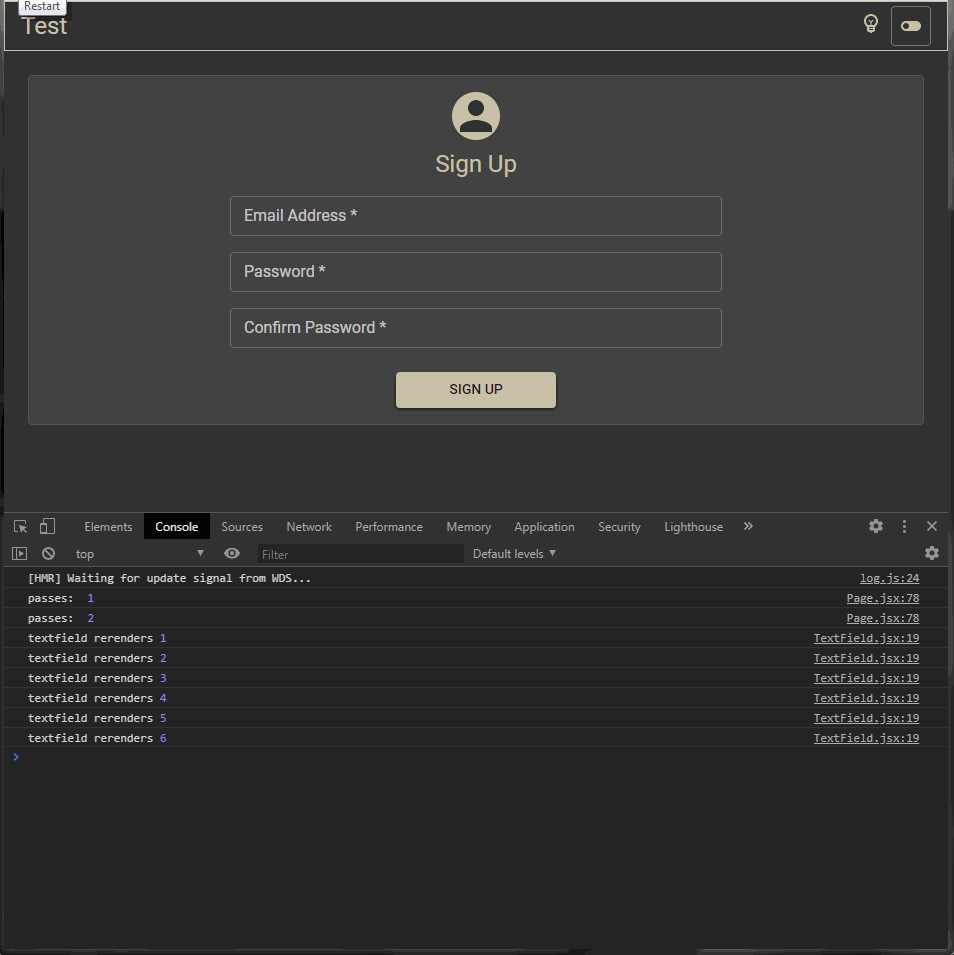 Restart
Test
Sign Up
Email Address *
Password *
Confirm Password *
SIGN UP
Elements Console Sources Network Performance Memory Application Security Lighthouse »
top ▼ Filter Default levels ▼
[HMR] Waiting for update signal from WDS... log.js:24
passes: 1 Page.jsx:78
passes: 2 Page.jsx:78
textfield rerenders 1 TextField.jsx:19
textfield rerenders 2 TextField.jsx:19
textfield rerenders 3 TextField.jsx:19
textfield rerenders 4 TextField.jsx:19
textfield rerenders 5 TextField.jsx:19
textfield rerenders 6 TextField.jsx:19